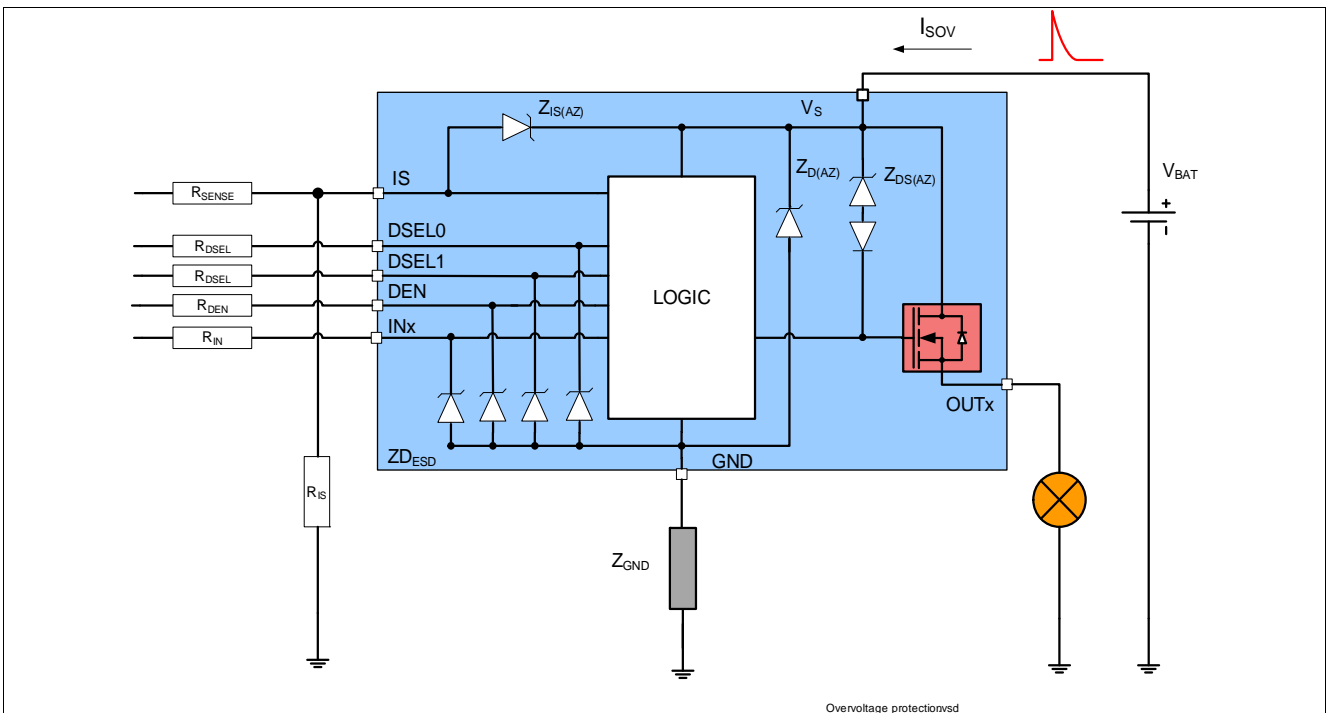 I_SOV
Z_IS(AZ)
V_S
Z_D(AZ)
Z_DS(AZ)
V_BAT
+
R_SENSE
IS
R_DSEL
DSEL0
R_DSEL
DSEL1
R_DEN
DEN
R_IN
INx
LOGIC
OUTx
ZD_ESD
GND
R_IS
Z_GND
Overvoltage protectionvsd